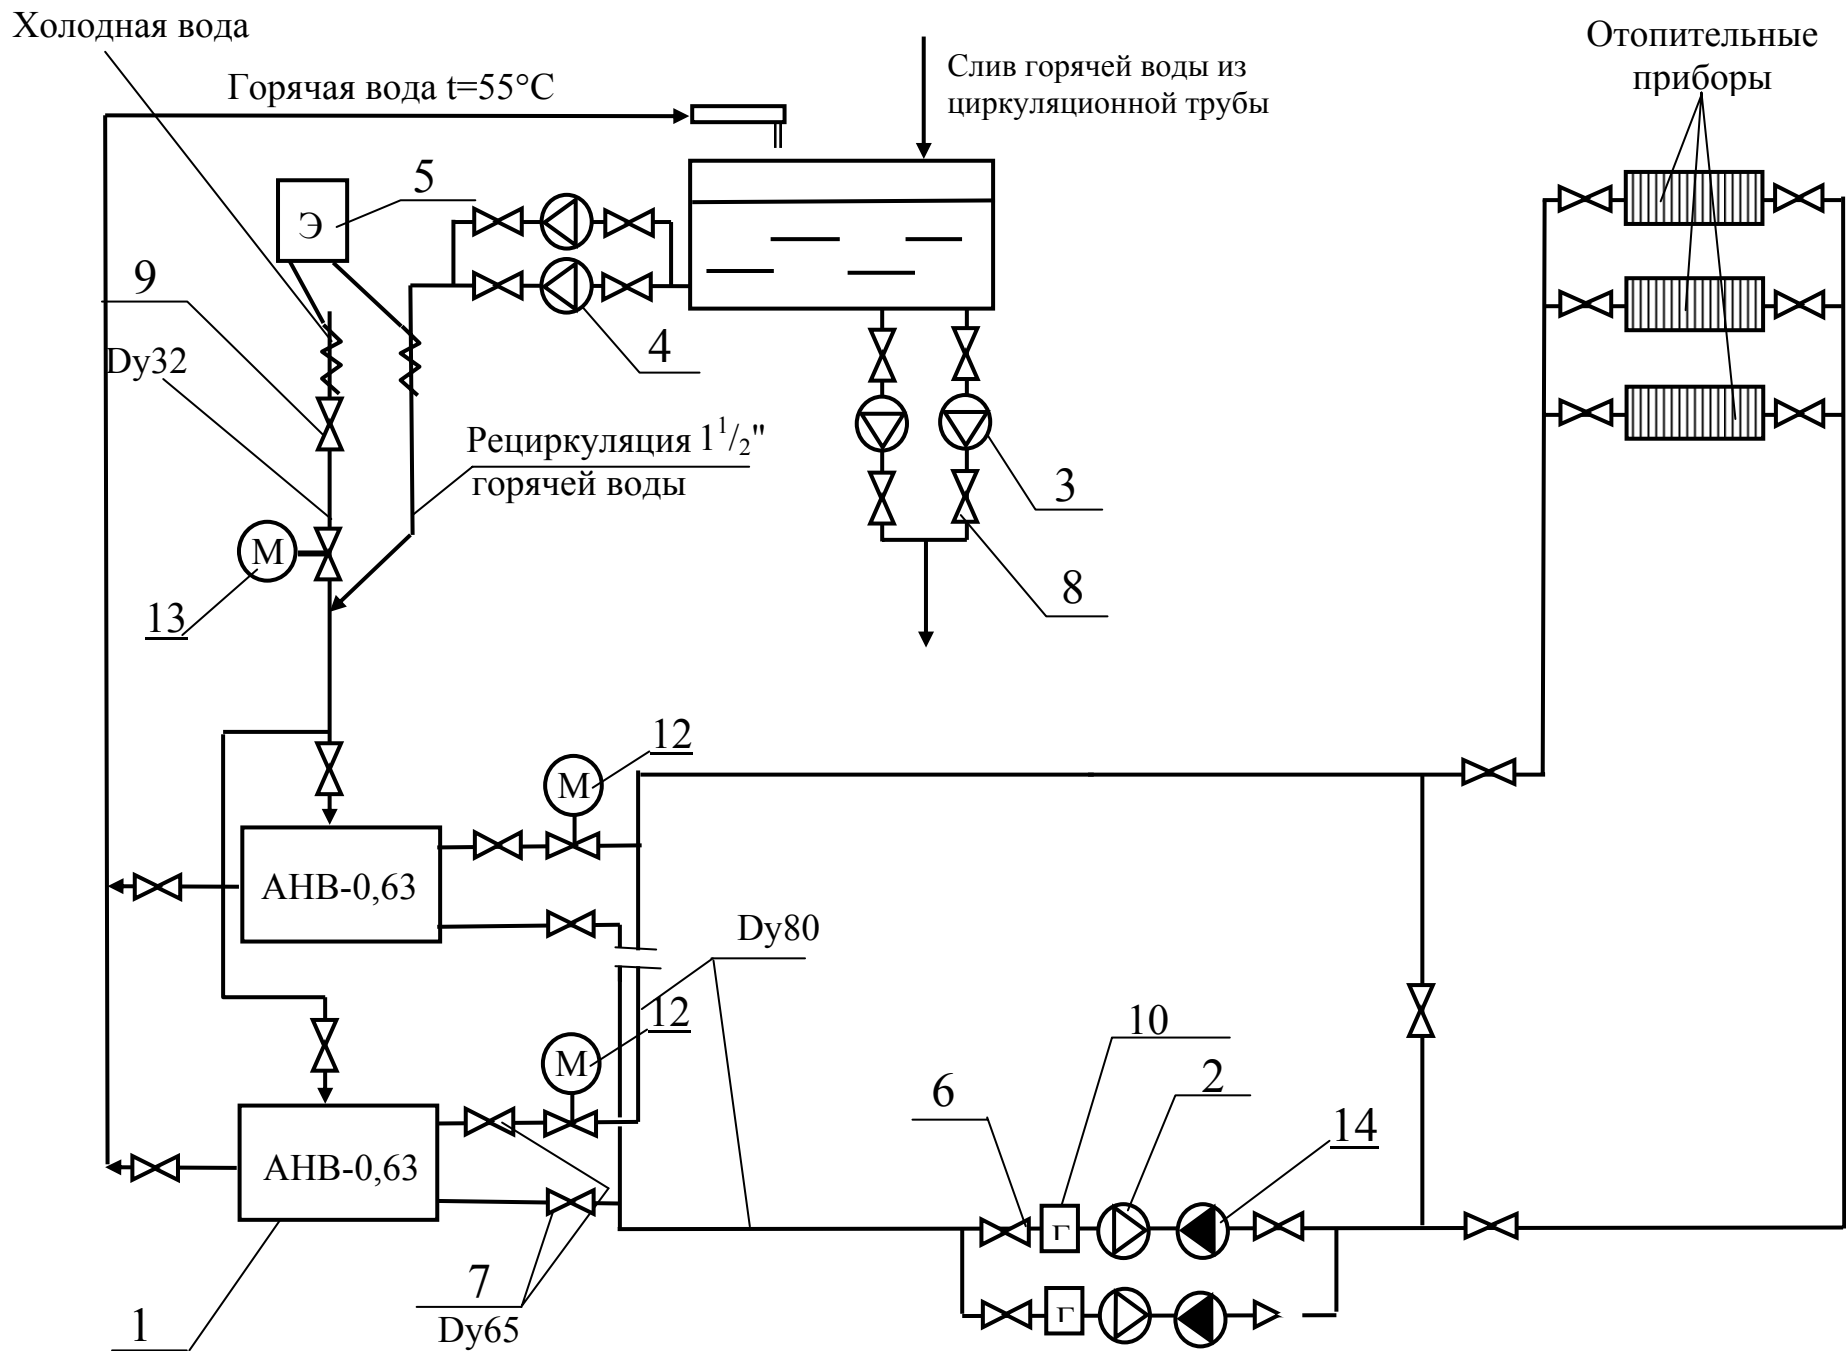 Холодная вода
Горячая вода t=55°C
Слив горячей воды из
циркуляционной трубы
Отопительные
приборы
5
Э
9
4
Dy32
Рециркуляция 1 1/2"
горячей воды
3
М
8
13
12
М
АНВ-0,63
Dy80
12
М
10
2
6
14
АНВ-0,63
Г
7
Dy65
Г
1